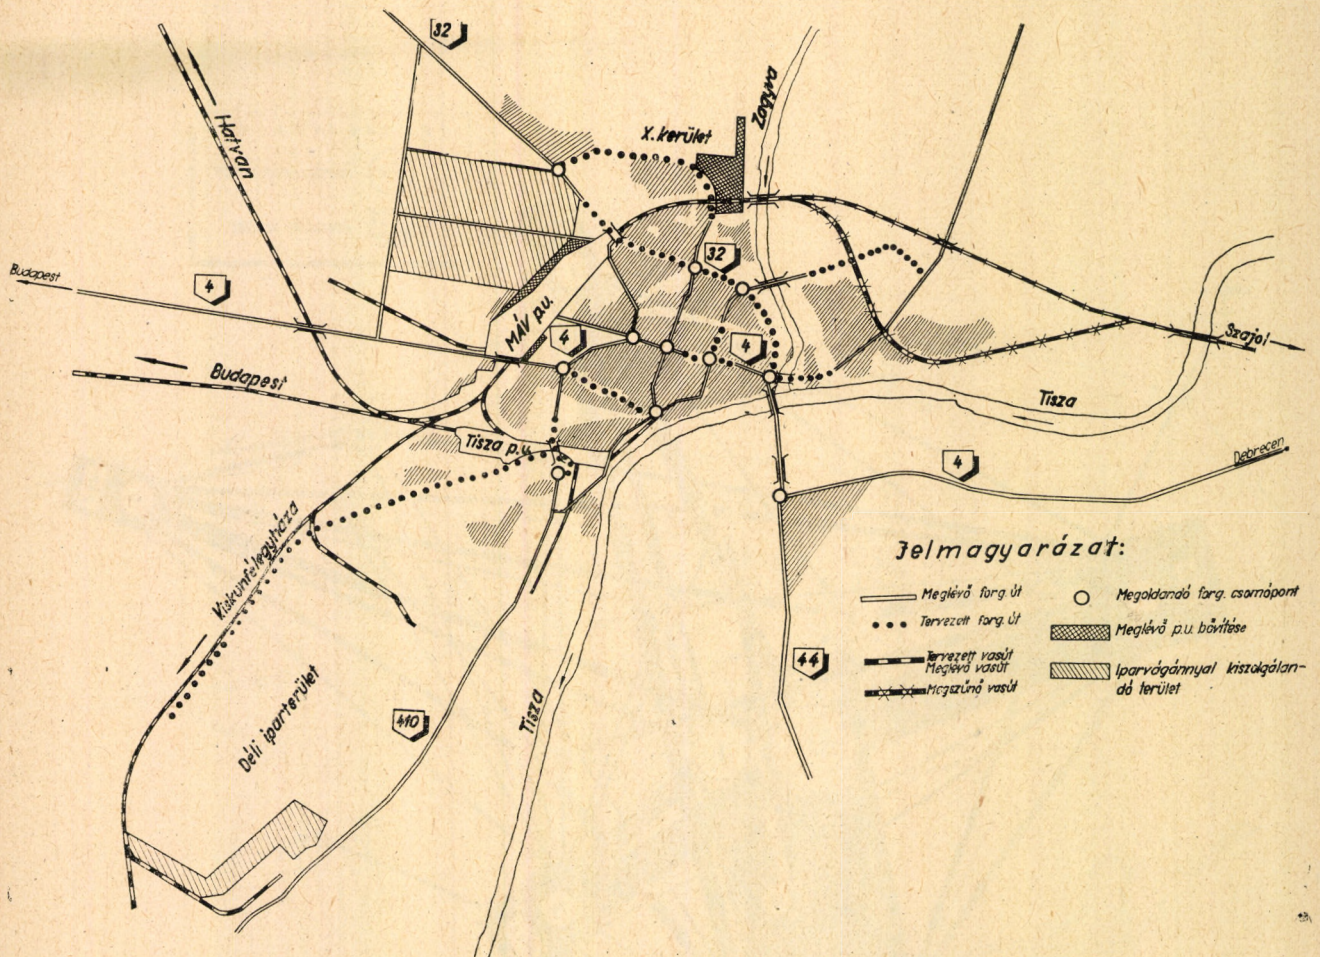 32
Zagyva
X. kerület
Hatvan
32
Budapest
4
MÁV p.u.
4
4
Szajol
Budapest
Tisza
Tisza p.u.
4
Debrecen
Kiskunfélegyháza
Jelmagyarázat:
Meglévő forg. út
Tervezett forg. út
Tervezett vasút
Meglévő vasút
Megszűnő vasút
Megoldandó forg. csomópont
Meglévő p.u. bővítése
Iparvágánnyal kiszolgálan-
dó terület
44
410
Tisza
Déli iparterület